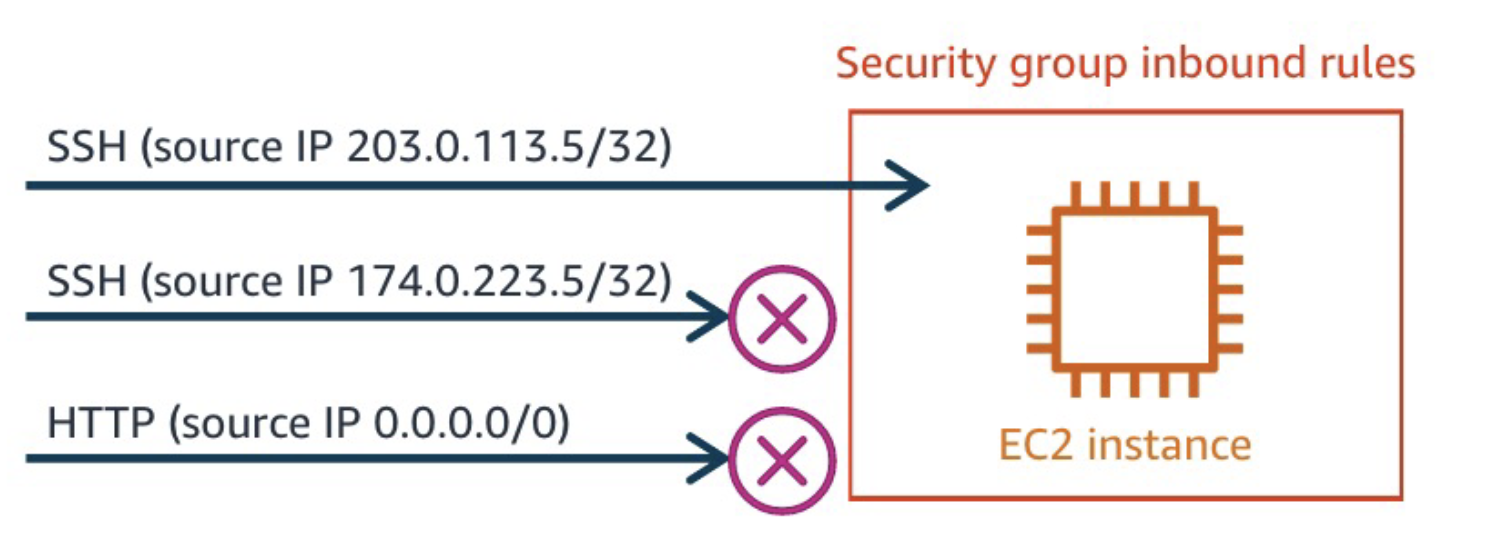 Security group inbound rules
SSH (source IP 203.0.113.5/32)
SSH (source IP 174.0.223.5/32)
HTTP (source IP 0.0.0.0/0)
EC2 instance